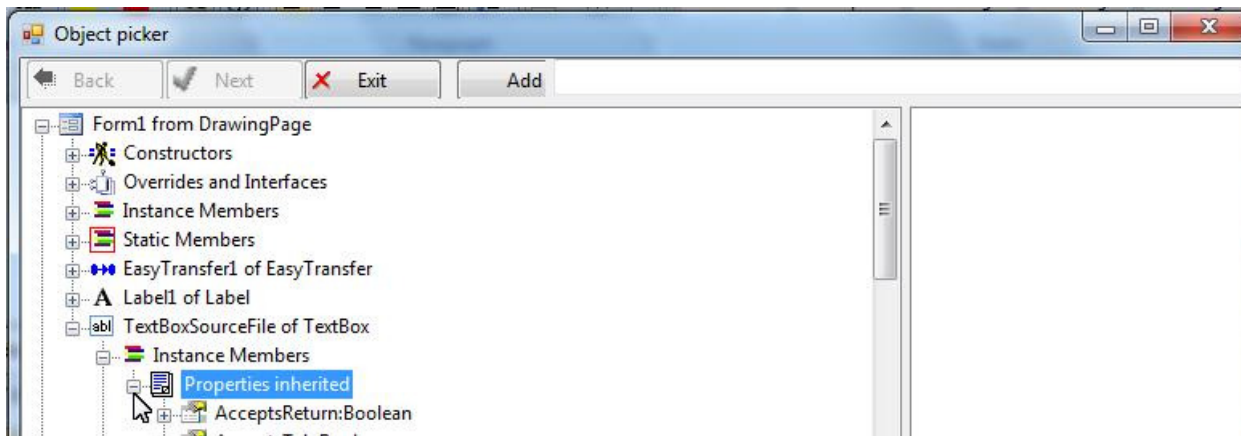 Object picker
Back Next Exit Add
Form1 from DrawingPage
Constructors
Overrides and Interfaces
Instance Members
Static Members
EasyTransfer1 of EasyTransfer
A Label1 of Label
abl TextBoxSourceFile of TextBox
Instance Members
Properties inherited
AcceptsReturn:Boolean